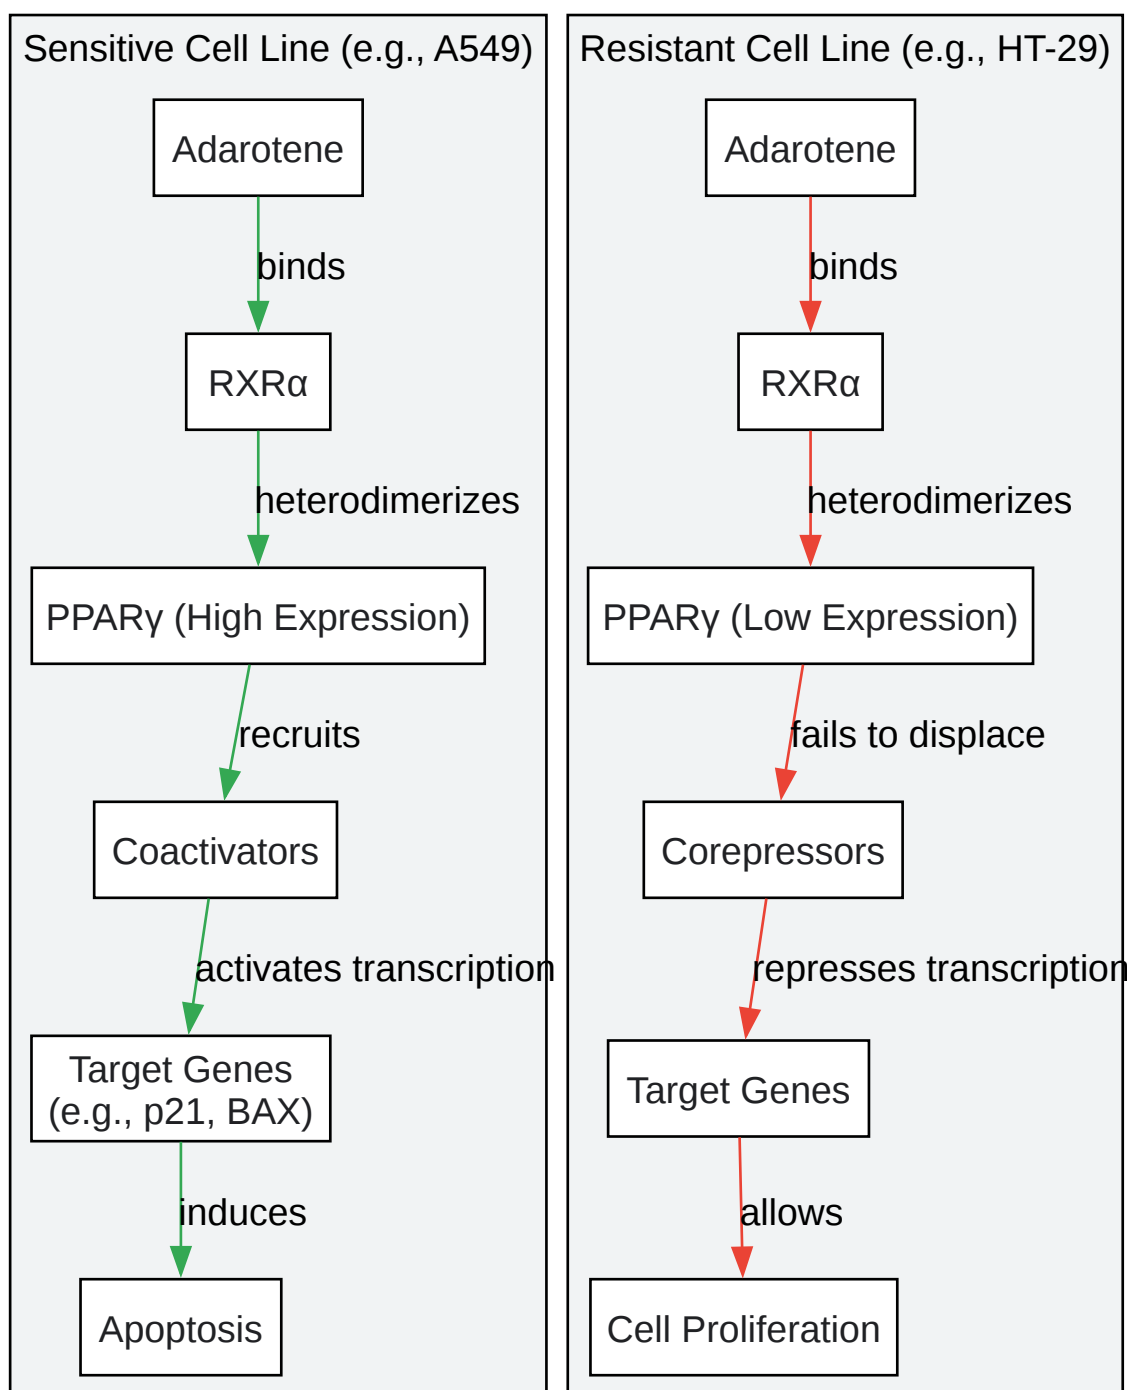 Sensitive Cell Line (e.g., A549)
Adarotene
binds
RXRα
heterodimerizes
PPARγ (High Expression)
recruits
Coactivators
activates transcription
Target Genes
(e.g., p21, BAX)
induces
Apoptosis
Resistant Cell Line (e.g., HT-29)
Adarotene
binds
RXRα
heterodimerizes
PPARγ (Low Expression)
fails to displace
Corepressors
represses transcription
Target Genes
allows
Cell Proliferation